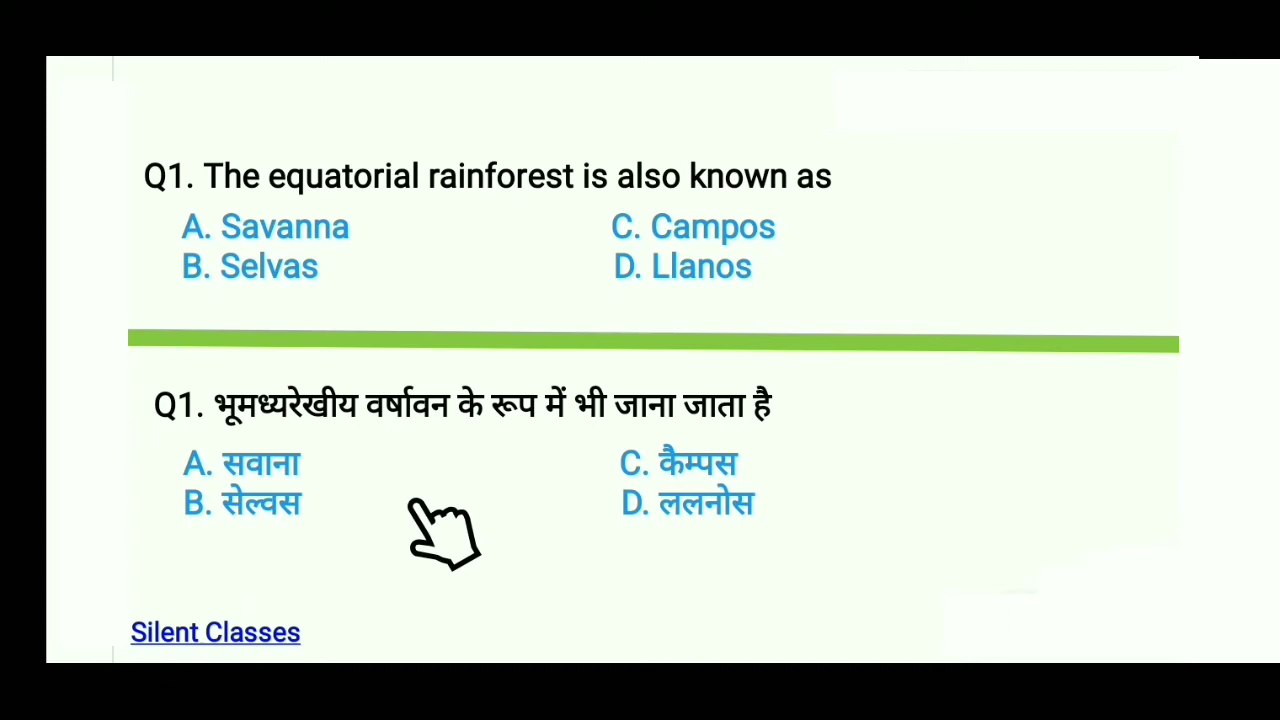 Q1. The equatorial rainforest is also known as
A. Savanna C. Campos
B. Selvas D. Llanos
Q1. भूमध्यरेखीय वर्षावन के रूप में भी जाना जाता है
A. सवाना C. कैम्पस
B. सेल्वस D. ललनोस
Silent Classes